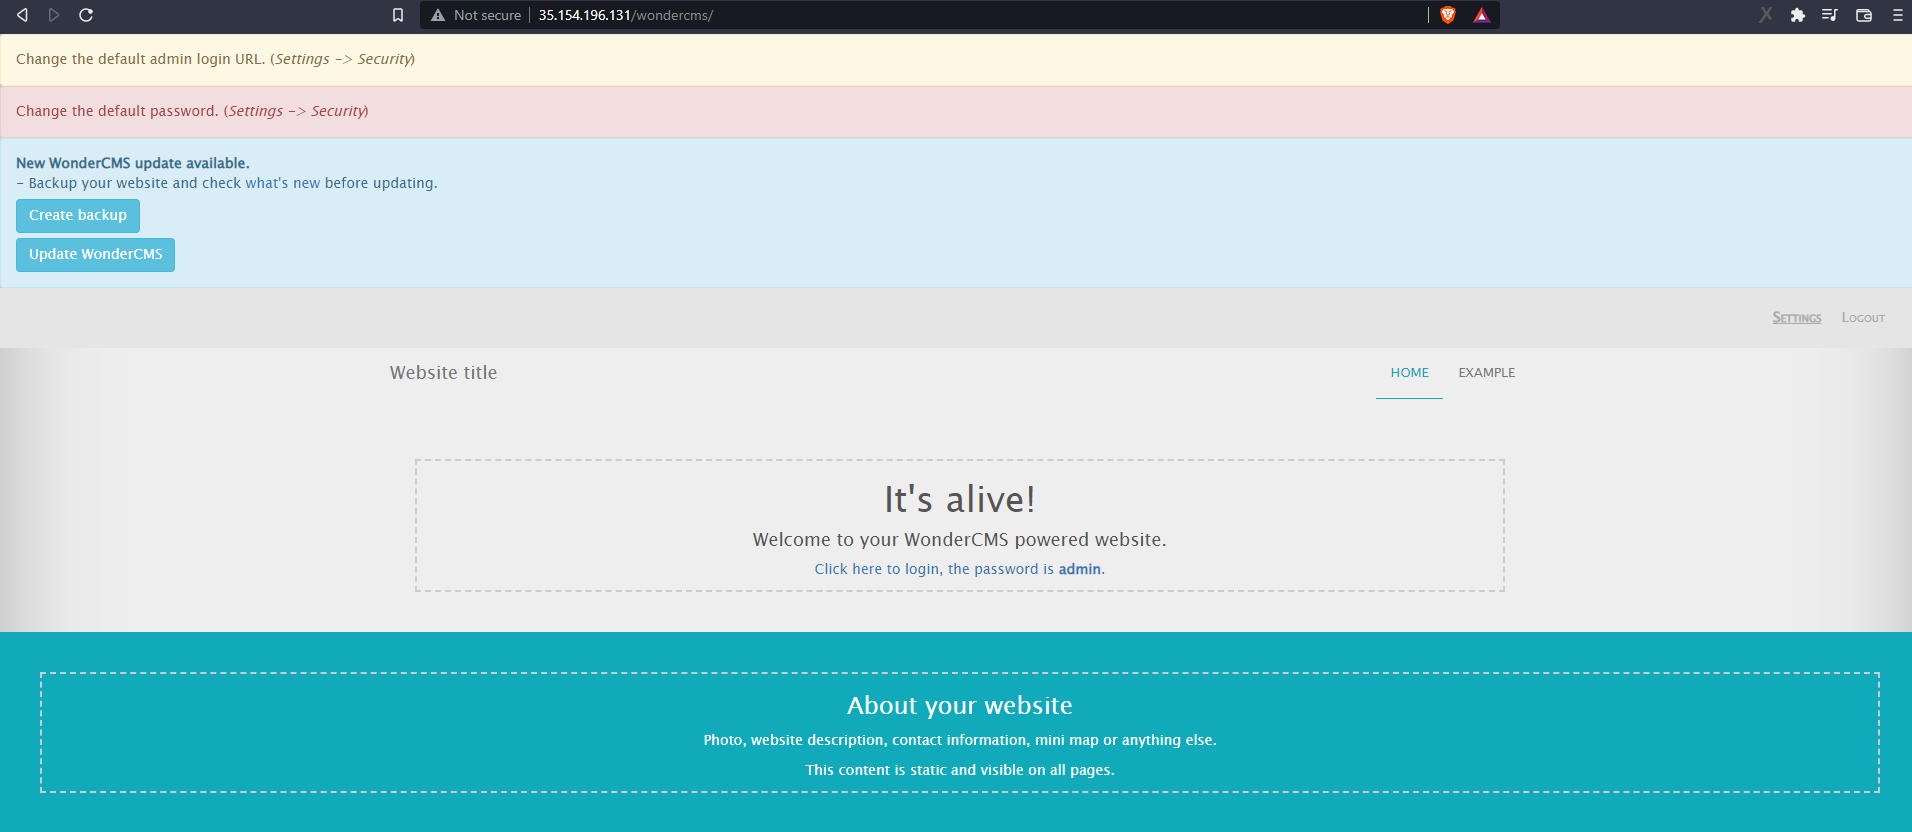 Not secure
35.154.196.131/wondercms/
Change the default admin login URL. (Settings -> Security)
Change the default password. (Settings -> Security)
New WonderCMS update available.
- Backup your website and check what's new before updating.
Create backup
Update WonderCMS
Settings Logout
Website title
HOME EXAMPLE
It's alive!
Welcome to your WonderCMS powered website.
Click here to login, the password is admin.
About your website
Photo, website description, contact information, mini map or anything else.
This content is static and visible on all pages.